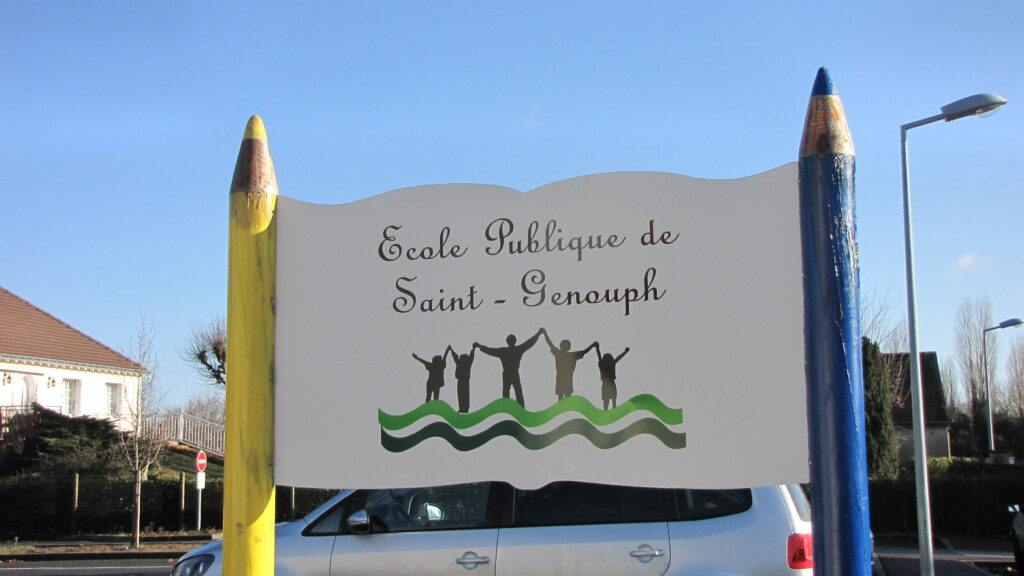 Ecole Publique de
Saint - Genouph